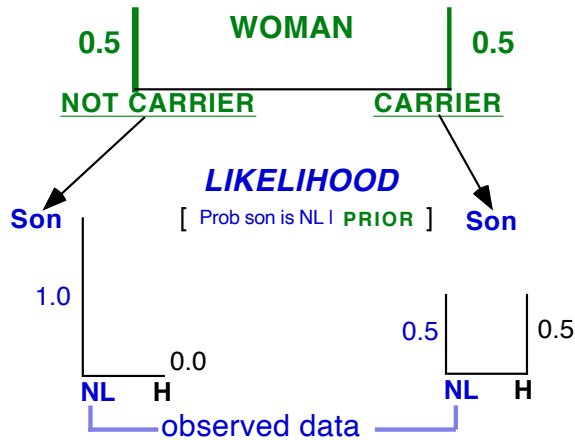 WOMAN
0.5
0.5
NOT CARRIER
CARRIER
LIKELIHOOD
Son
[ Prob son is NL | PRIOR ]
Son
1.0
0.0
0.5
0.5
NL H
NL H
observed data